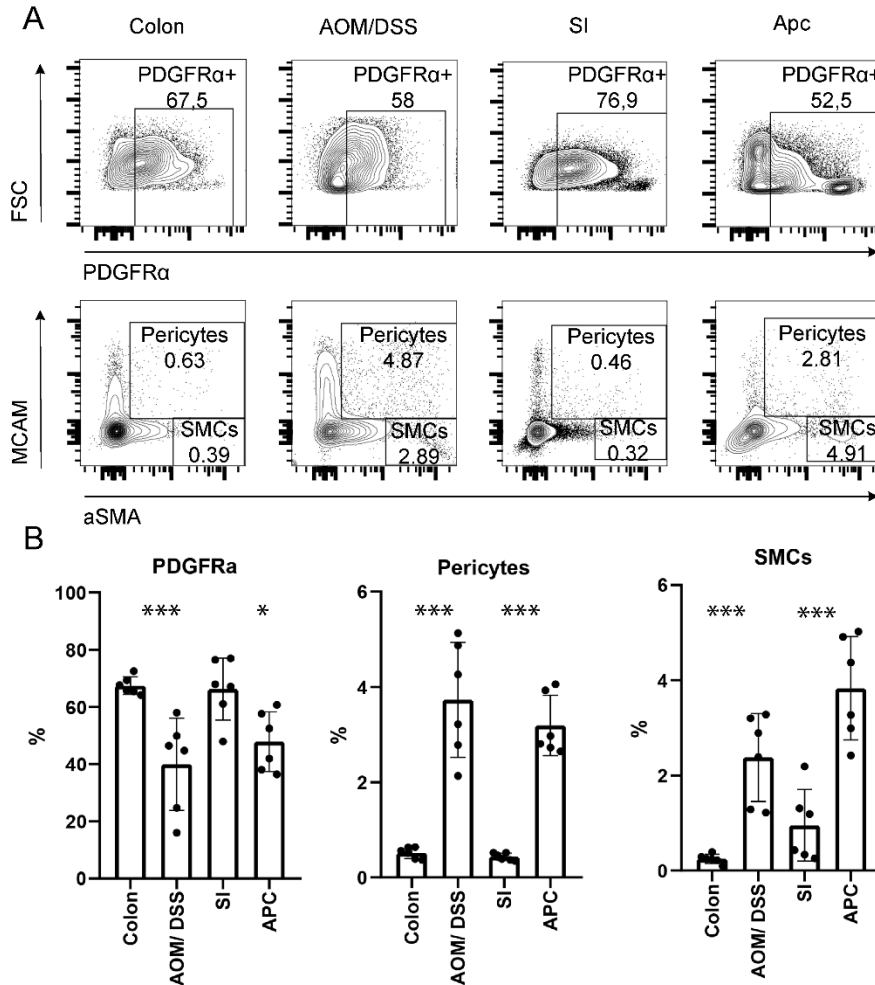 A
Colon AOM/DSS SI Apc
PDGFRα+ PDGFRα+ PDGFRα+ PDGFRα+
67,5 58 76,9 52,5
FSC
PDGFRα
Pericytes Pericytes Pericytes Pericytes
0.63 4.87 0.46 2.81
SMCs SMCs SMCs SMCs
0.39 2.89 0.32 4.91
MCAM
aSMA
B
PDGFRa
*** *
100
80
60
40
20
0
%
Colon AOM/ DSS SI APC
Pericytes
*** ***
6
4
2
0
%
Colon AOM/ DSS SI APC
SMCs
*** ***
6
4
2
0
%
Colon AOM/ DSS SI APC